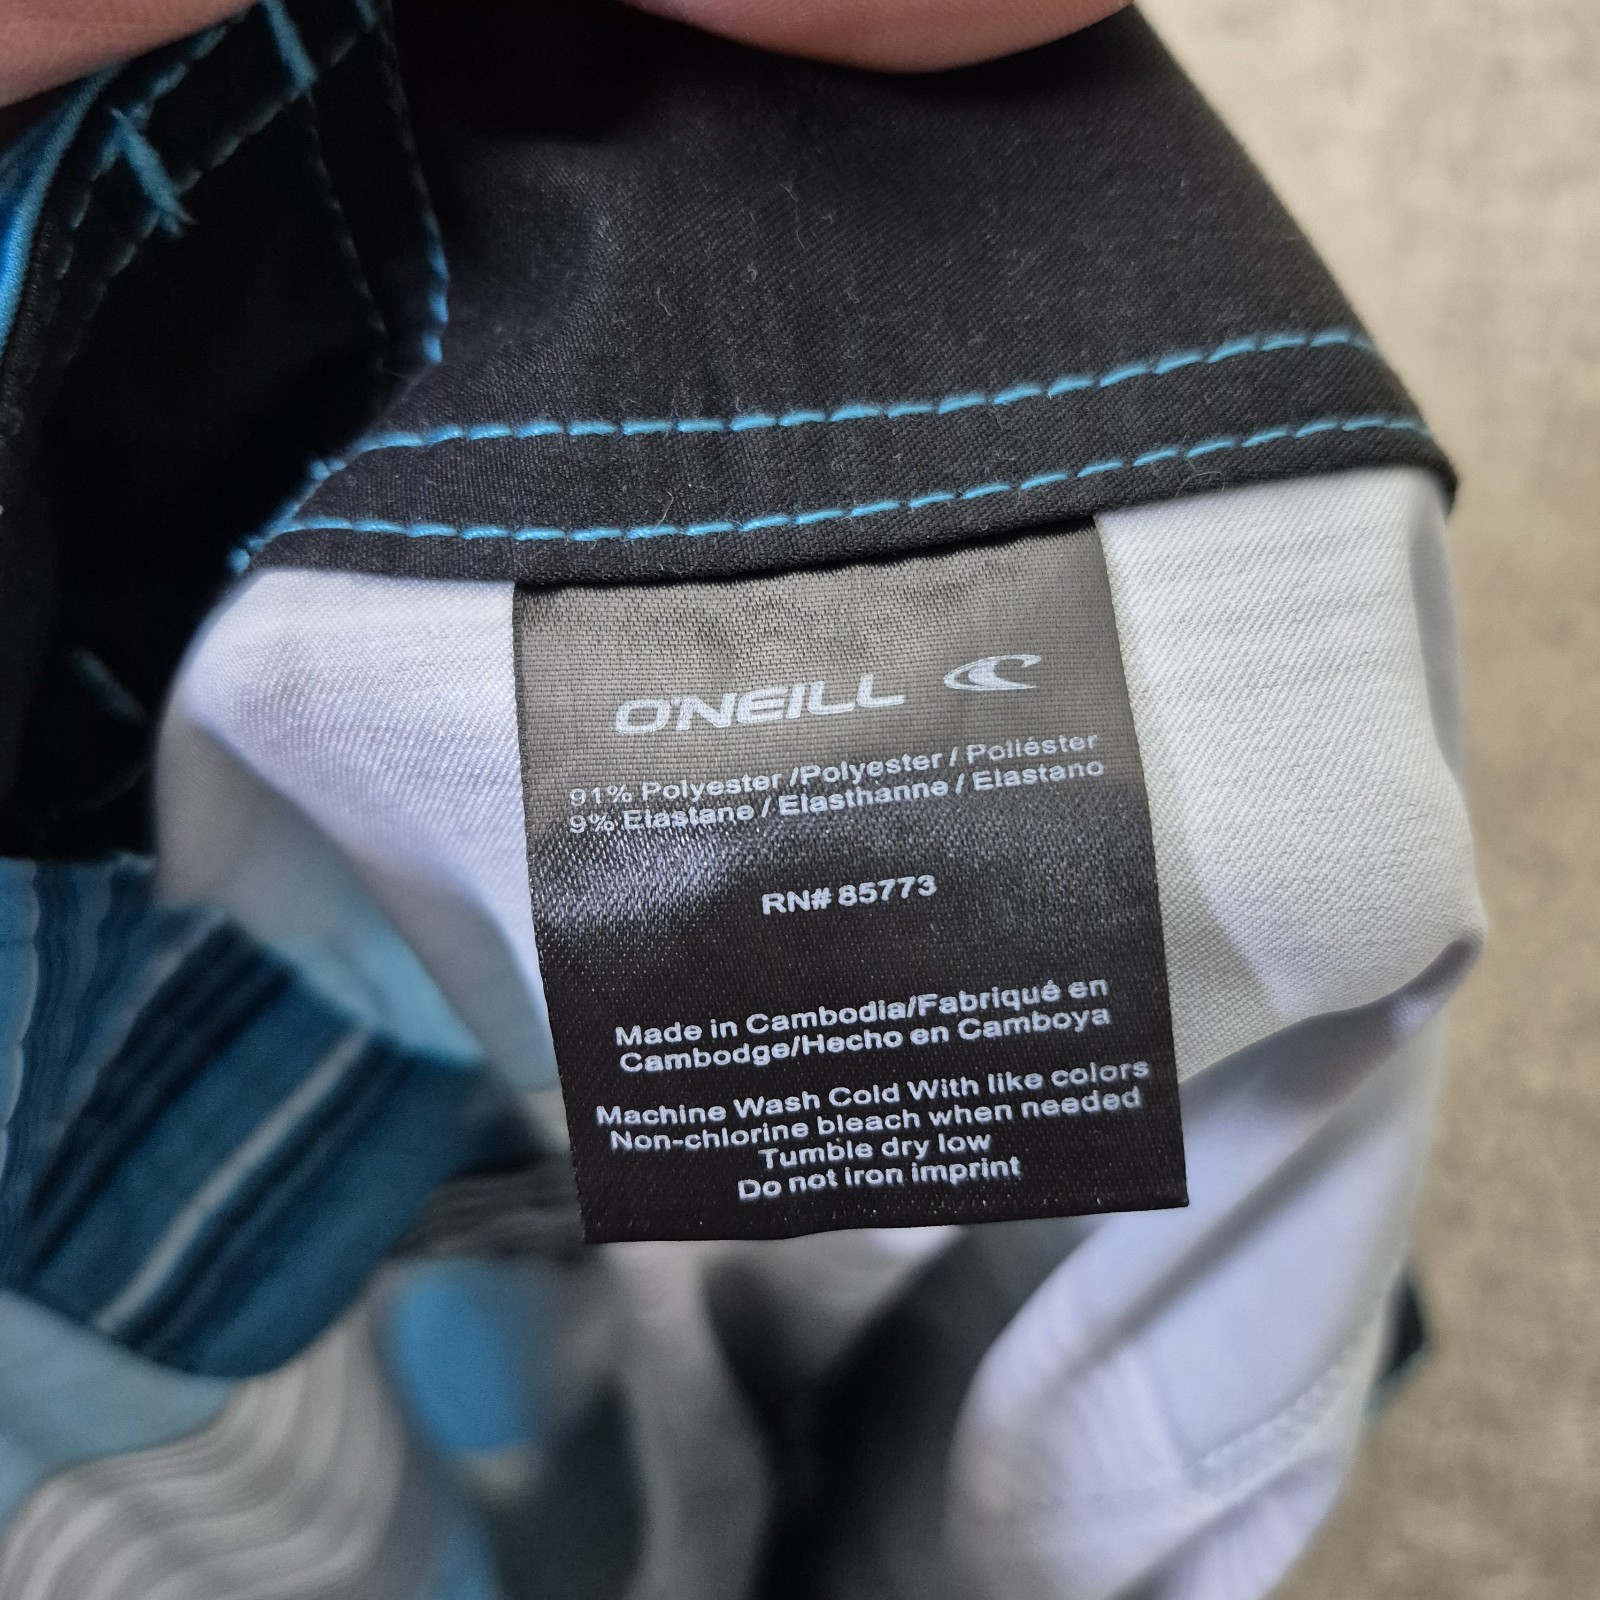 O'NEILL
91% Polyester /Polyester / Poliéster
9% Elastane / Elasthanne / Elastano
RN# 85773
Made in Cambodia/Fabriqué en
Cambodge/Hecho en Camboya
Machine Wash Cold With like colors
Non-chlorine bleach when needed
Tumble dry low
Do not iron imprint